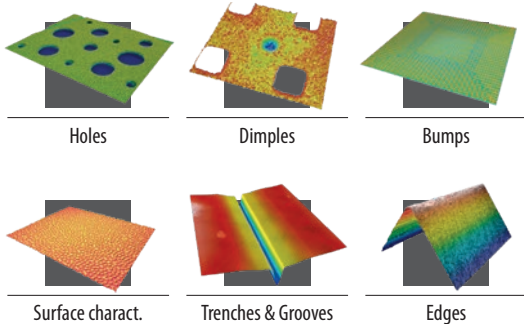 Holes
Dimples
Bumps
Surface charact.
Trenches & Grooves
Edges